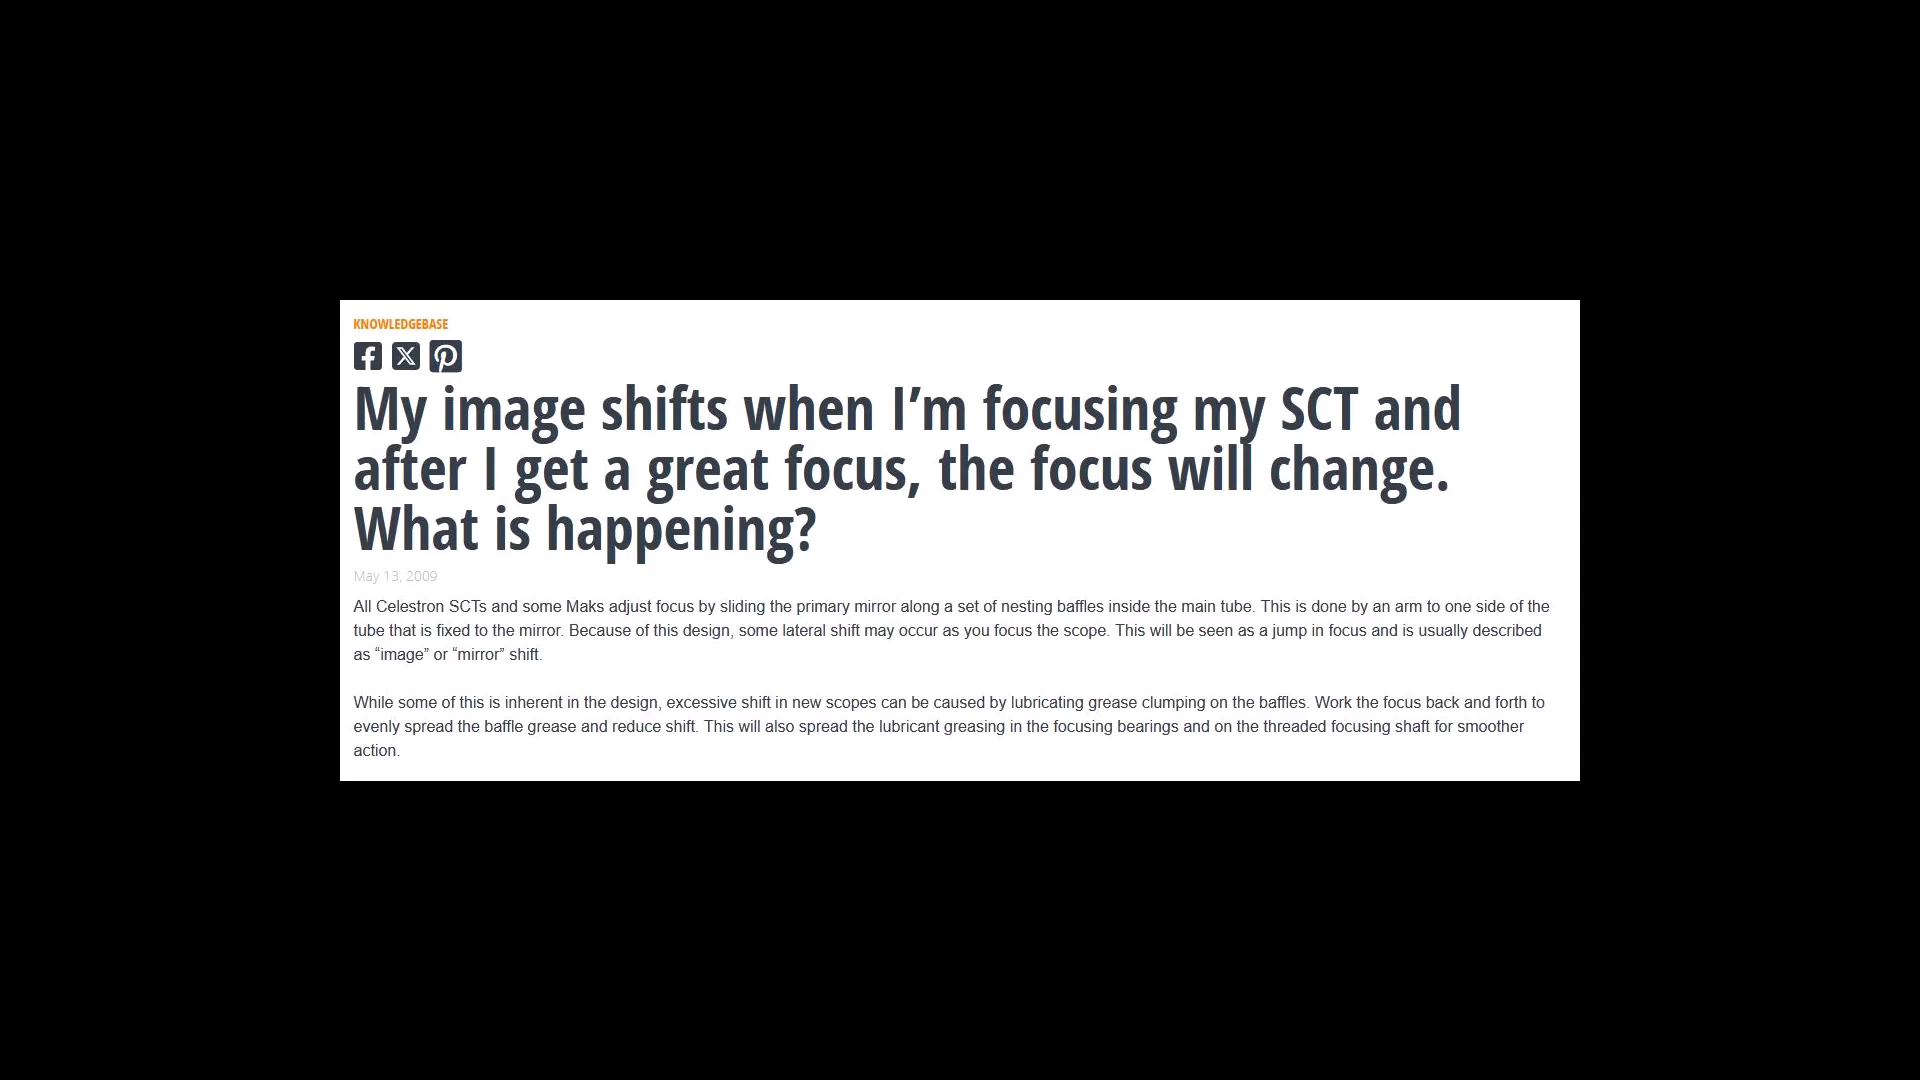 KNOWLEDGEBASE
My image shifts when I’m focusing my SCT and
after I get a great focus, the focus will change.
What is happening?
May 13, 2009
All Celestron SCTs and some Maks adjust focus by sliding the primary mirror along a set of nesting baffles inside the main tube. This is done by an arm to one side of the
tube that is fixed to the mirror. Because of this design, some lateral shift may occur as you focus the scope. This will be seen as a jump in focus and is usually described
as “image” or “mirror” shift.
While some of this is inherent in the design, excessive shift in new scopes can be caused by lubricating grease clumping on the baffles. Work the focus back and forth to
evenly spread the baffle grease and reduce shift. This will also spread the lubricant greasing in the focusing bearings and on the threaded focusing shaft for smoother
action.